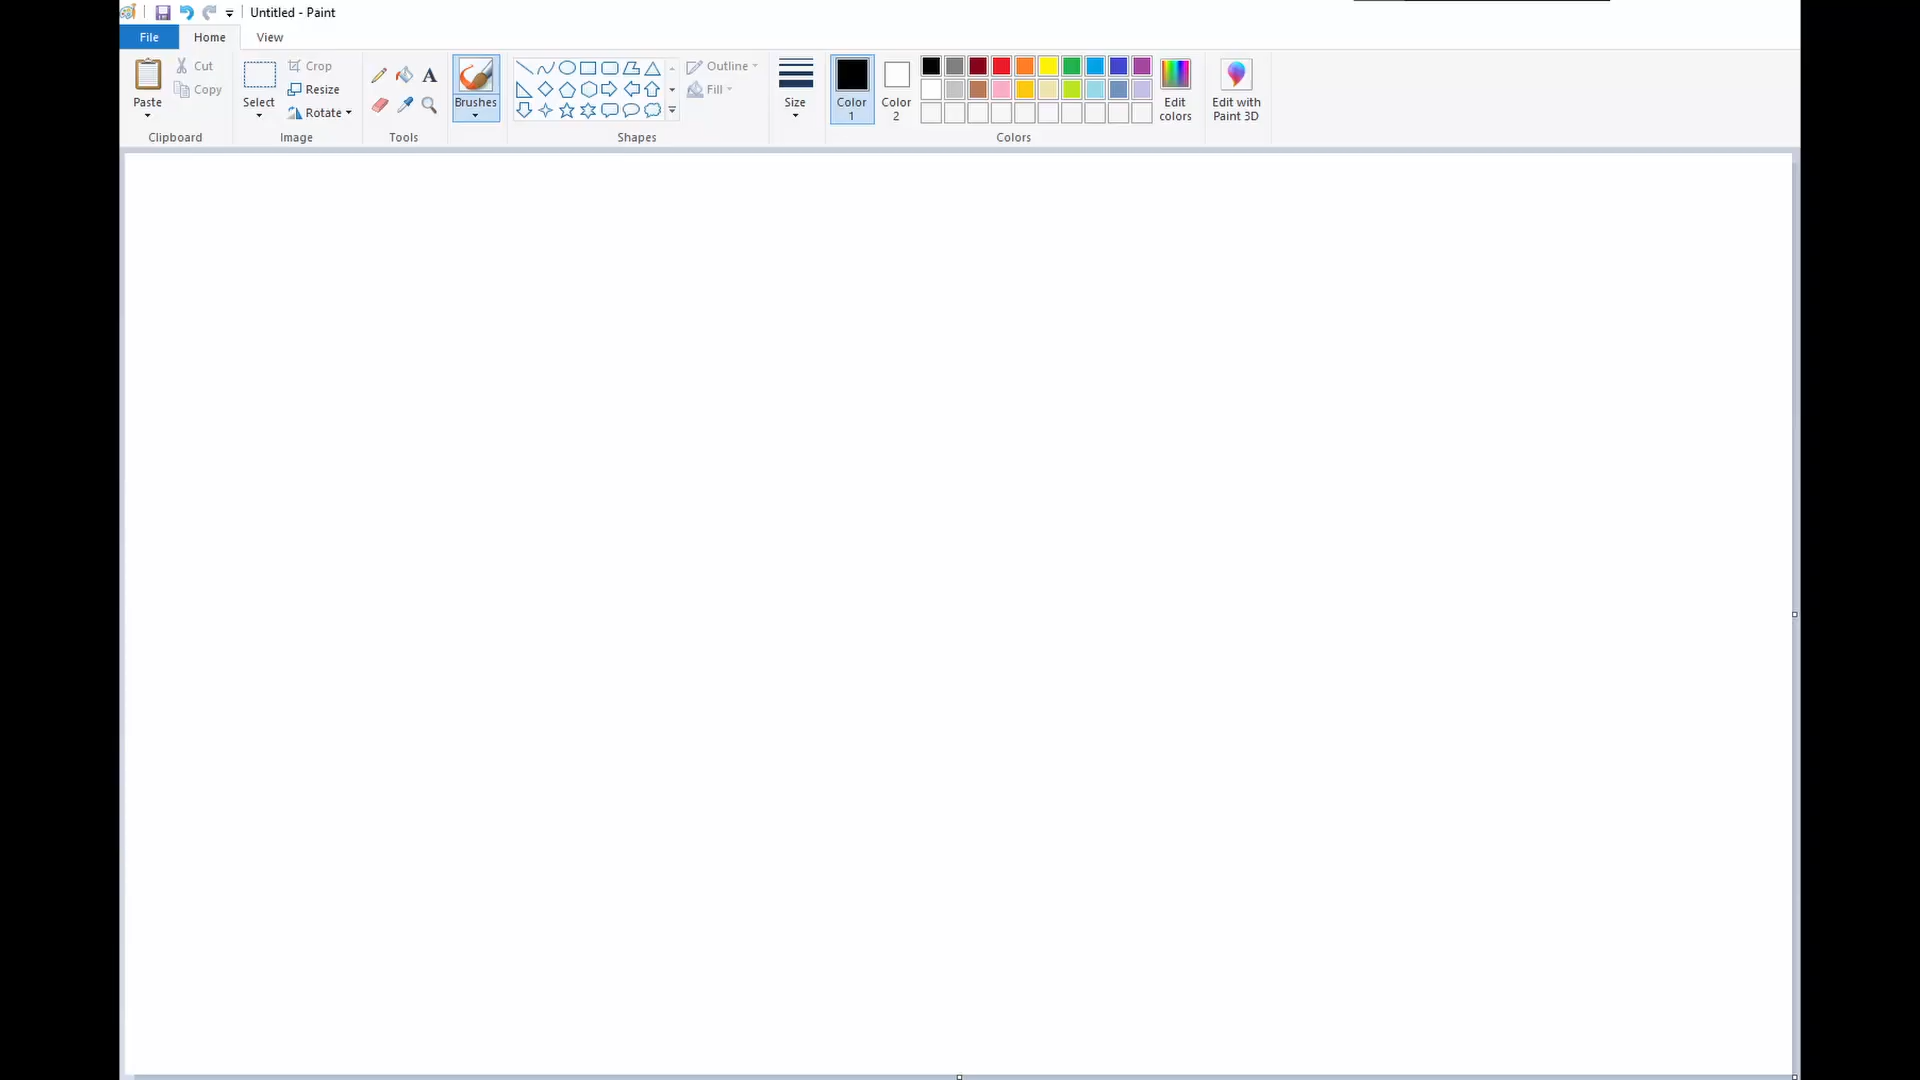 Untitled - Paint
File Home View
Paste
Cut
Copy
Clipboard
Select
Crop
Resize
Rotate
Image
A
Tools
Brushes
Outline
Fill
Shapes
Size
Color 1
Color 2
Edit colors
Colors
Edit with Paint 3D